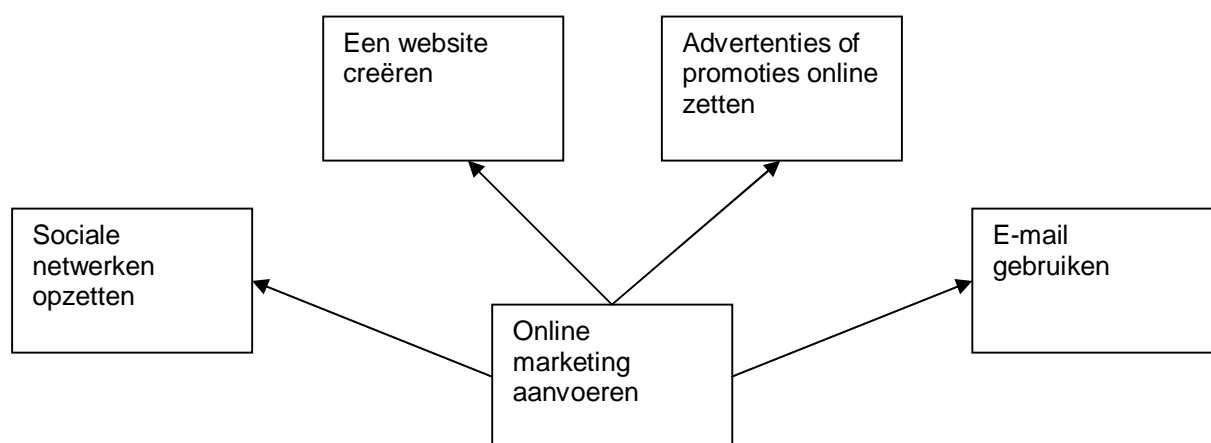 Een website
creëren
Advertenties of
promoties online
zetten
Sociale
netwerken
opzetten
E-mail
gebruiken
Online
marketing
aanvoeren